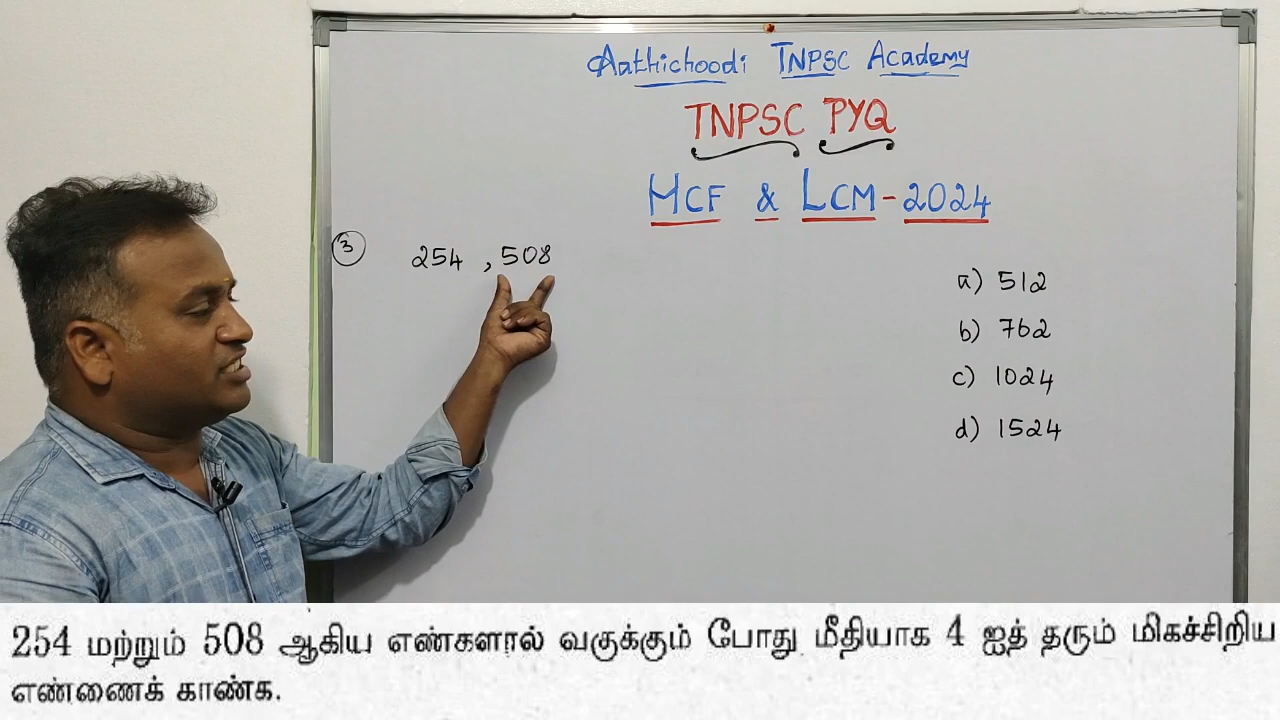 Aathichoodi TNPSC Academy
TNPSC PYQ
HCF & LCM-2024
3 254 , 508
a) 512
b) 762
c) 1024
d) 1524
254 மற்றும் 508 ஆகிய எண்களால் வகுக்கும் போது மீதியாக 4 ஐத் தரும் மிகச்சிறிய
எண்ணைக் காண்க.